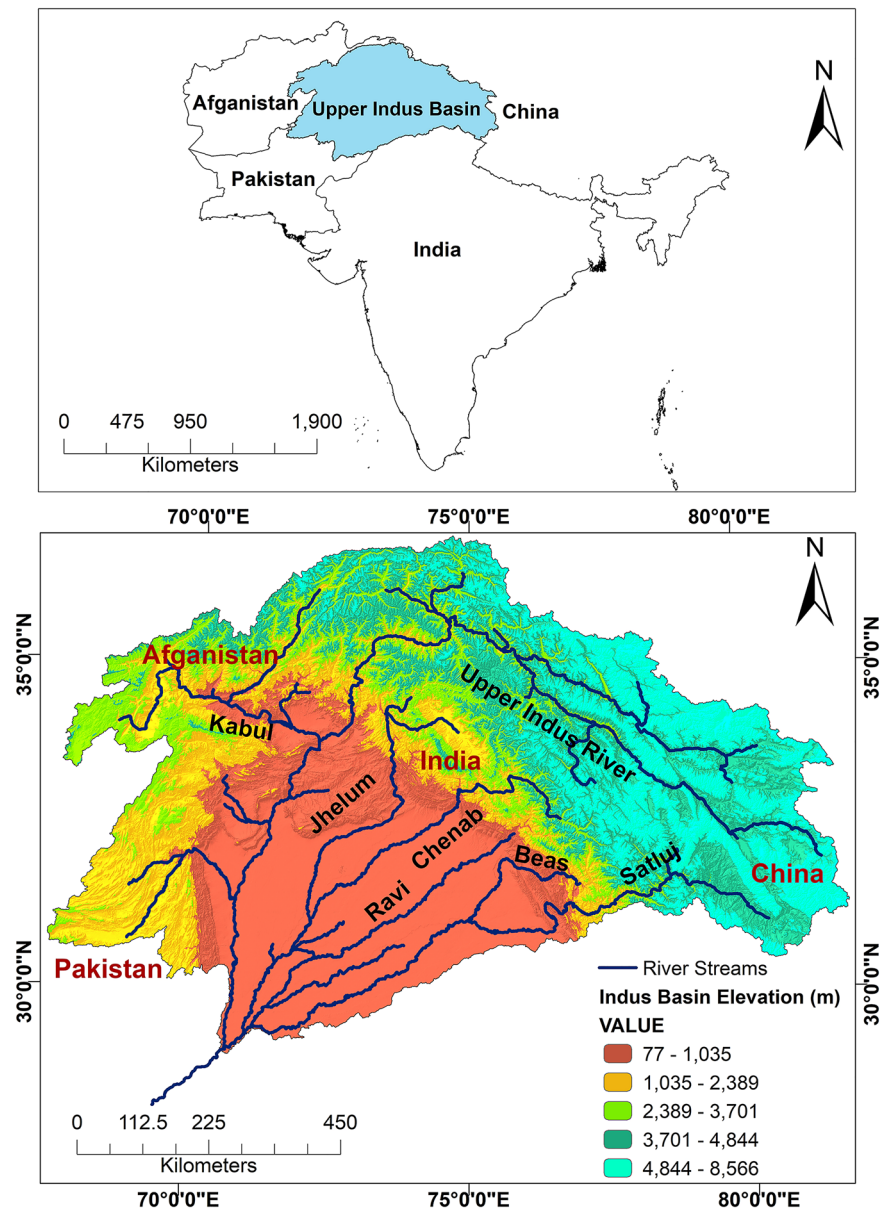 N
Afganistan
Upper Indus Basin
China
Pakistan
India
0 475 950 1,900
Kilometers
70°0'0"E 75°0'0"E 80°0'0"E
N
35°0'0"N
35°0'0"N
Afganistan
Kabul
Upper Indus River
India
Jhelum
Chenab
Beas
Satluj
China
Ravi
Pakistan
River Streams
30°0'0"N
30°0'0"N
Indus Basin Elevation (m)
VALUE
77 - 1,035
1,035 - 2,389
2,389 - 3,701
3,701 - 4,844
4,844 - 8,566
0 112.5 225 450
Kilometers
70°0'0"E 75°0'0"E 80°0'0"E